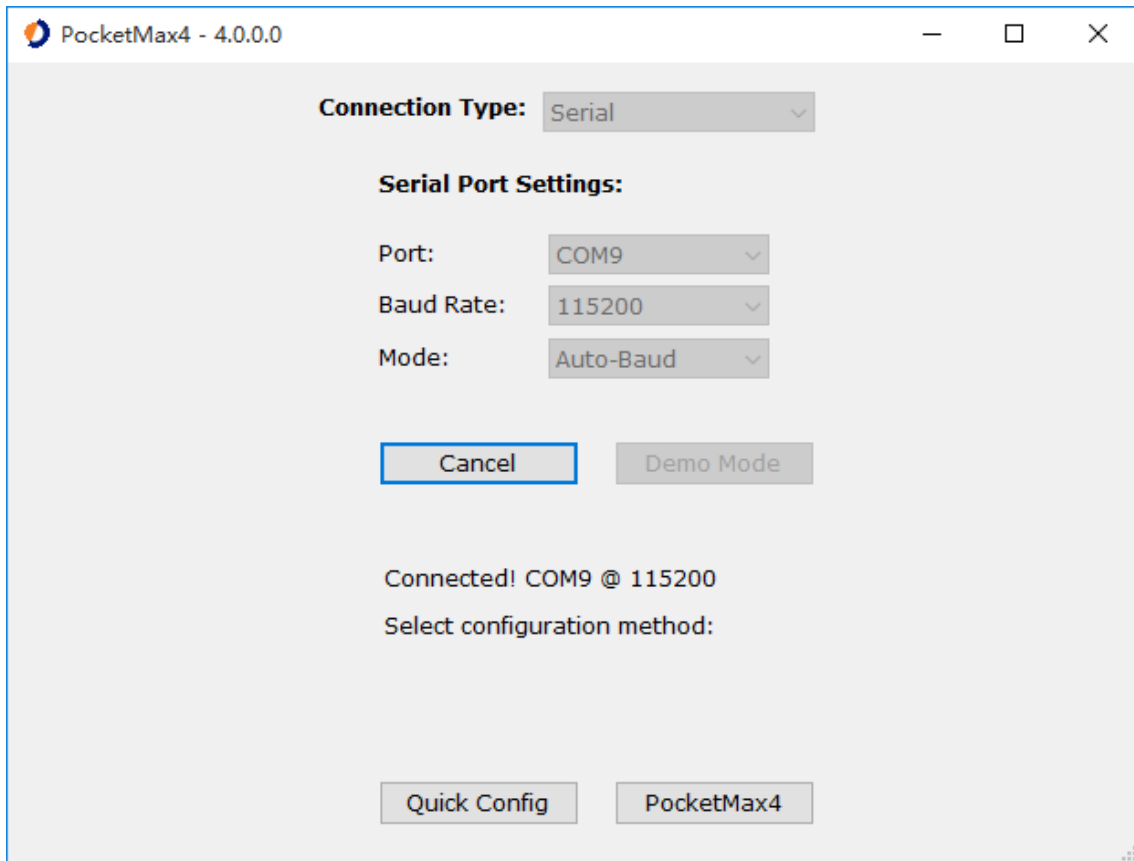 PocketMax4 - 4.0.0.0
Connection Type: Serial
Serial Port Settings:
Port: COM9
Baud Rate: 115200
Mode: Auto-Baud
Cancel Demo Mode
Connected! COM9 @ 115200
Select configuration method:
Quick Config PocketMax4